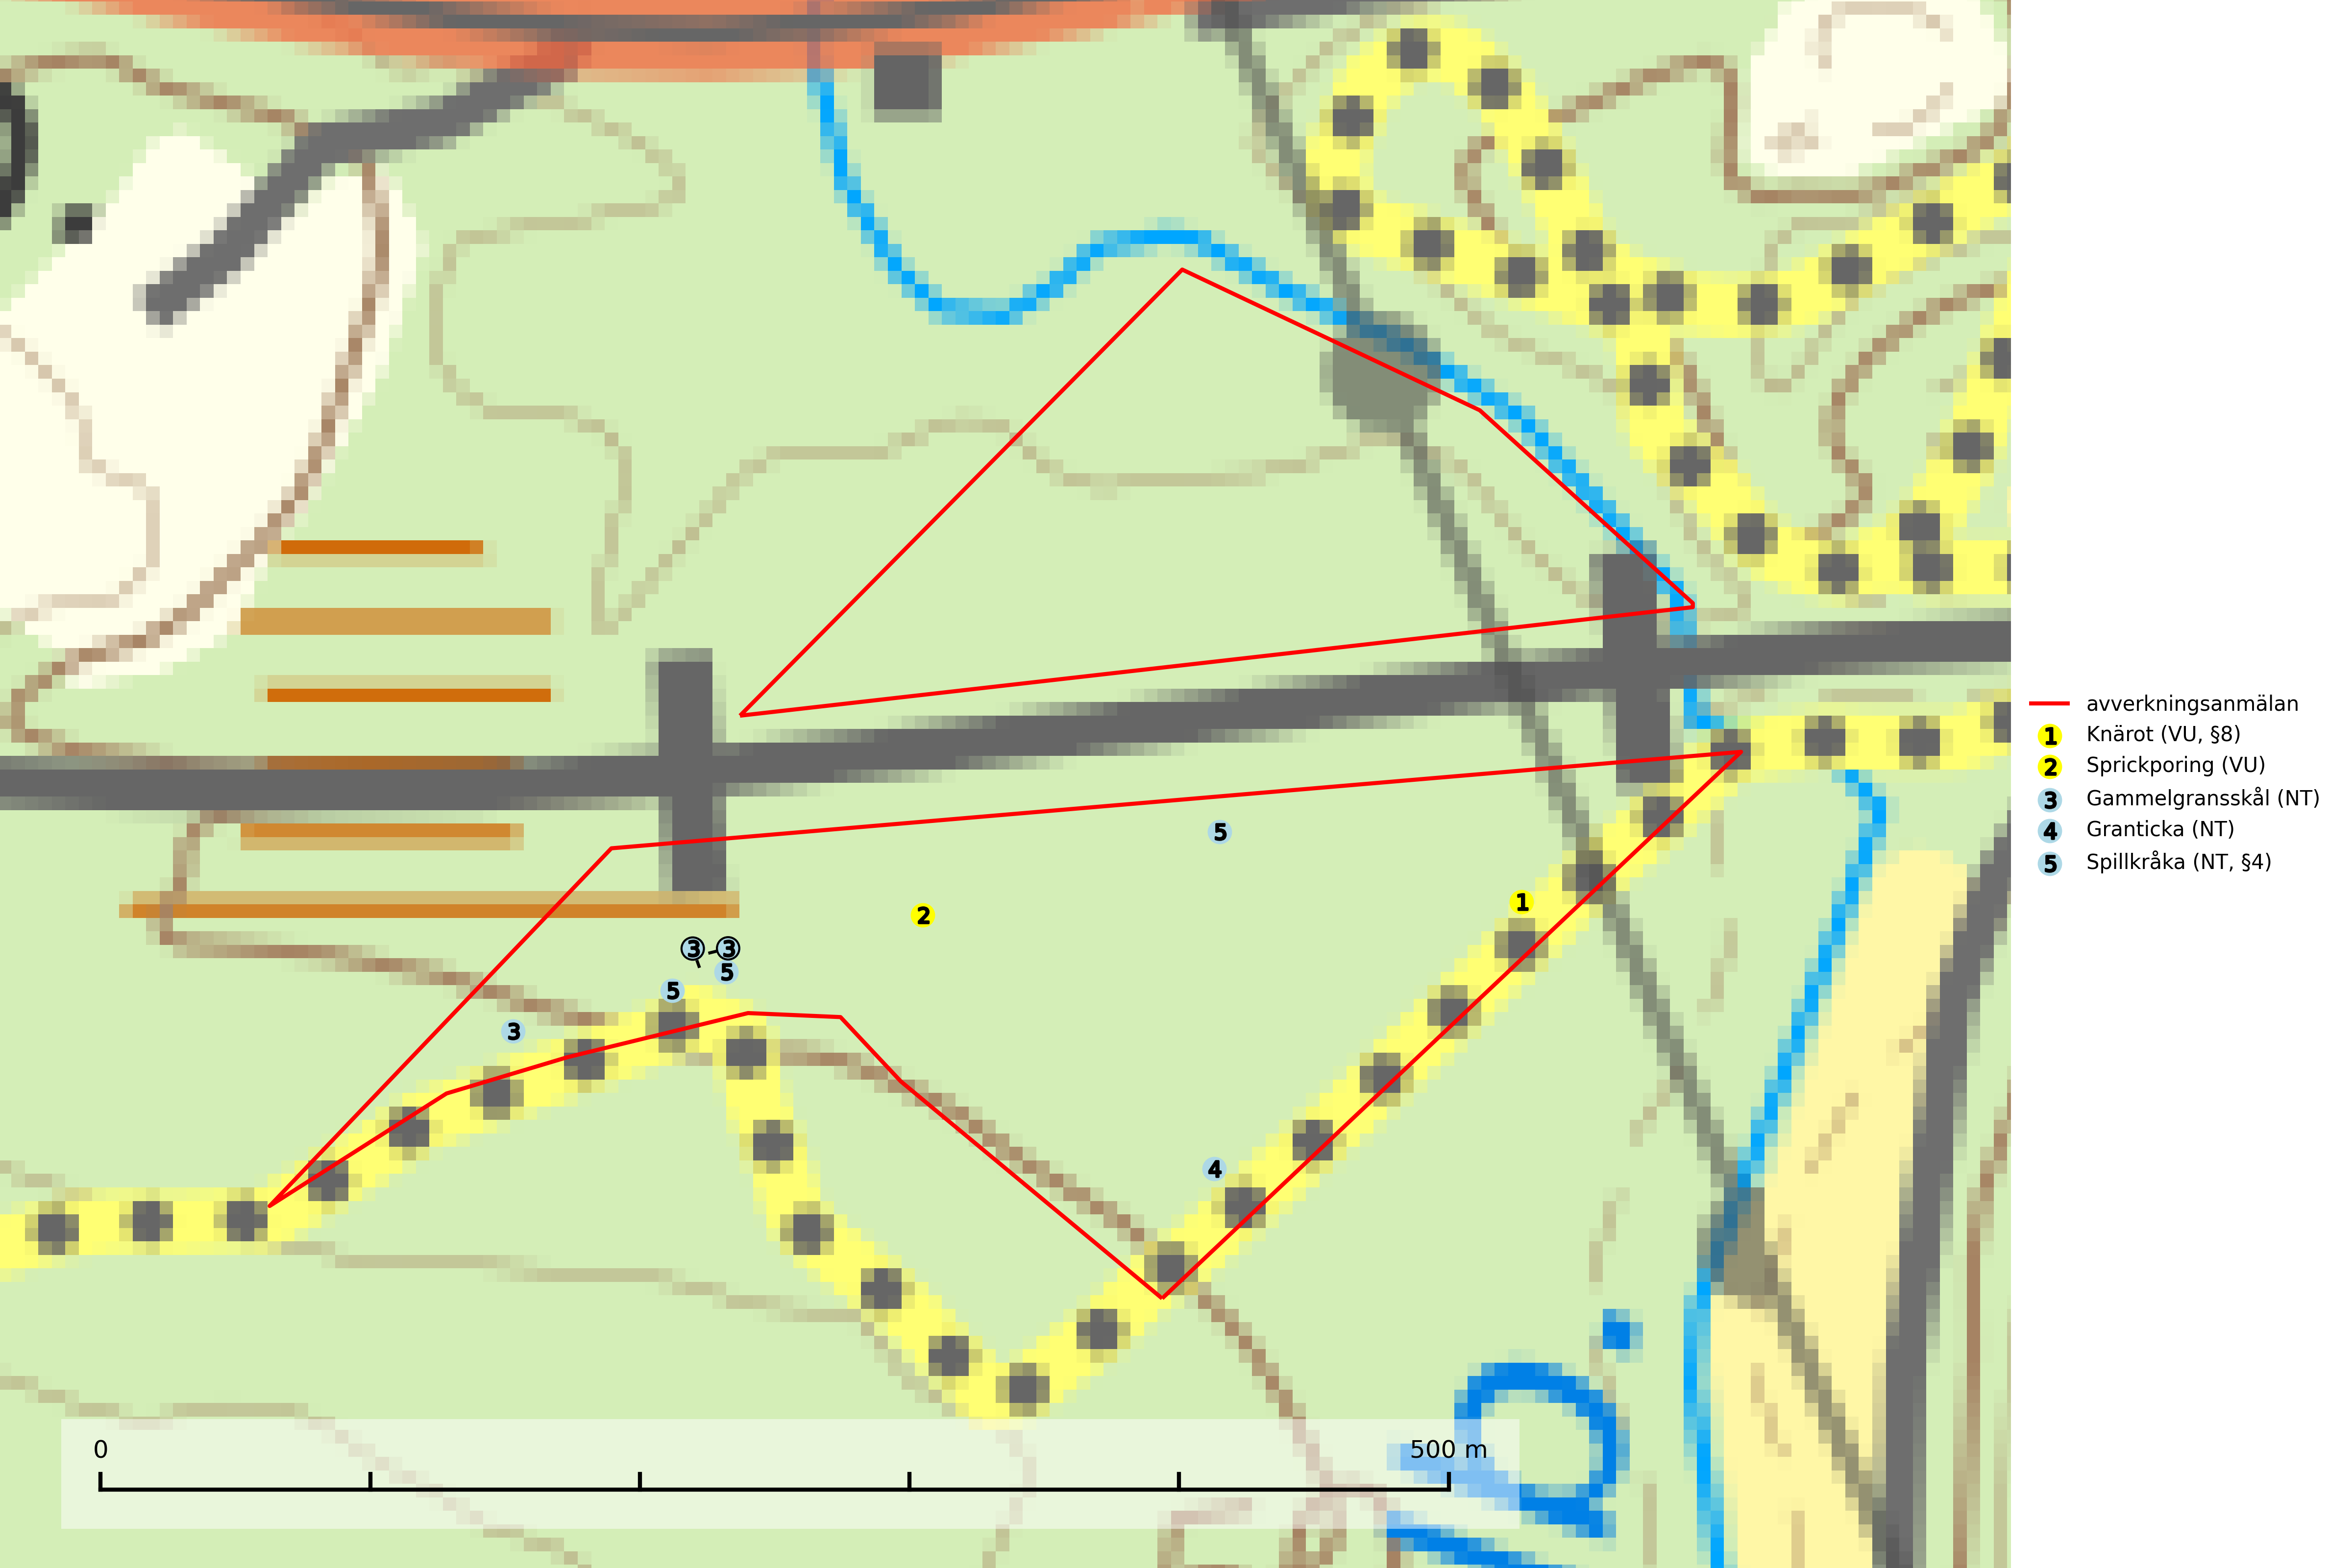 5
2
1
3 3
5
5
3
4
0 500 m
avverkningsanmälan
1 Knärot (VU, §8)
2 Sprickporing (VU)
3 Gammelgransskål (NT)
4 Granticka (NT)
5 Spillkråka (NT, §4)